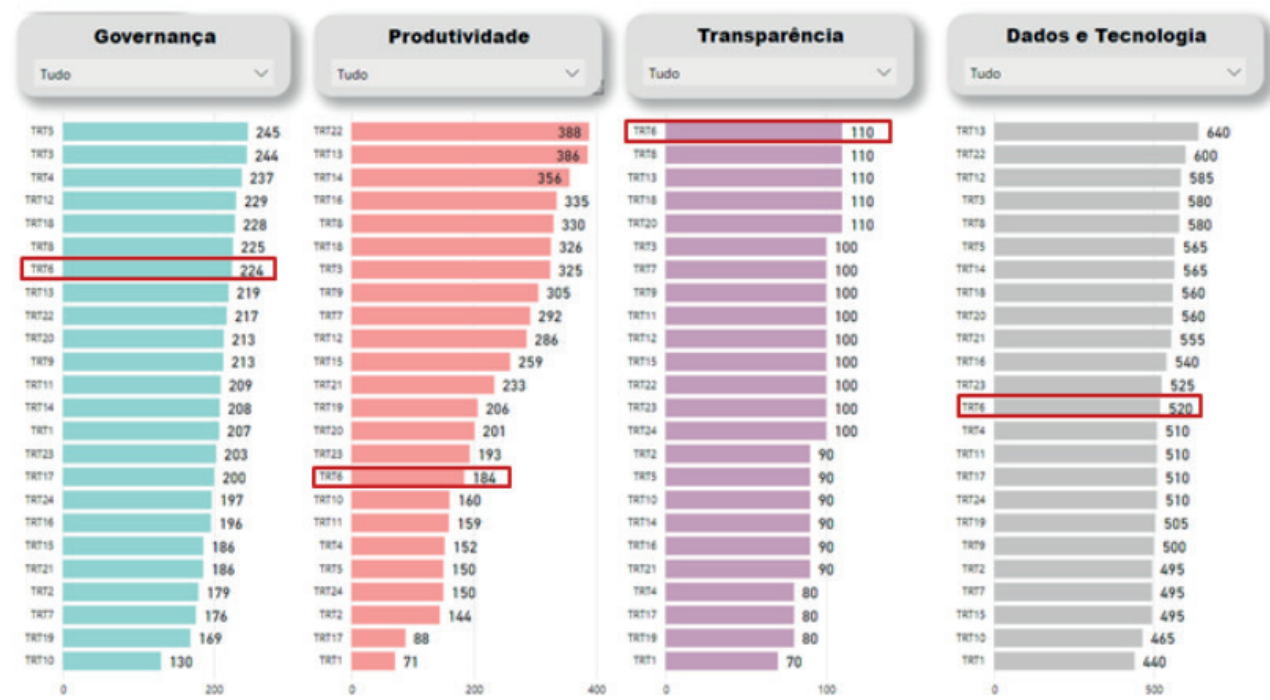 Governança
Tudo
TRT5 245
TRT3 244
TRT4 237
TRT12 229
TRT18 228
TRT8 225
TRT6 224
TRT13 219
TRT22 217
TRT20 213
TRT9 213
TRT11 209
TRT14 208
TRT1 207
TRT23 203
TRT17 200
TRT24 197
TRT16 196
TRT15 186
TRT21 186
TRT2 179
TRT7 176
TRT19 169
TRT10 130
0 200
Produtividade
Tudo
TRT22 388
TRT13 386
TRT14 356
TRT16 335
TRT8 330
TRT18 326
TRT3 325
TRT9 305
TRT7 292
TRT12 286
TRT15 259
TRT21 233
TRT19 206
TRT20 201
TRT23 193
TRT6 184
TRT10 160
TRT11 159
TRT4 152
TRT5 150
TRT24 150
TRT2 144
TRT17 88
TRT1 71
0 200 400
Transparência
Tudo
TRT6 110
TRT8 110
TRT13 110
TRT18 110
TRT20 110
TRT3 100
TRT7 100
TRT9 100
TRT11 100
TRT12 100
TRT15 100
TRT22 100
TRT23 100
TRT24 100
TRT2 90
TRT5 90
TRT10 90
TRT14 90
TRT16 90
TRT21 90
TRT4 80
TRT17 80
TRT19 80
TRT1 70
0 100
Dados e Tecnologia
Tudo
TRT13 640
TRT22 600
TRT12 585
TRT3 580
TRT8 580
TRT5 565
TRT14 565
TRT18 560
TRT20 560
TRT21 555
TRT16 540
TRT23 525
TRT6 520
TRT4 510
TRT11 510
TRT17 510
TRT24 510
TRT19 505
TRT9 500
TRT2 495
TRT7 495
TRT15 495
TRT10 465
TRT1 440
0 500